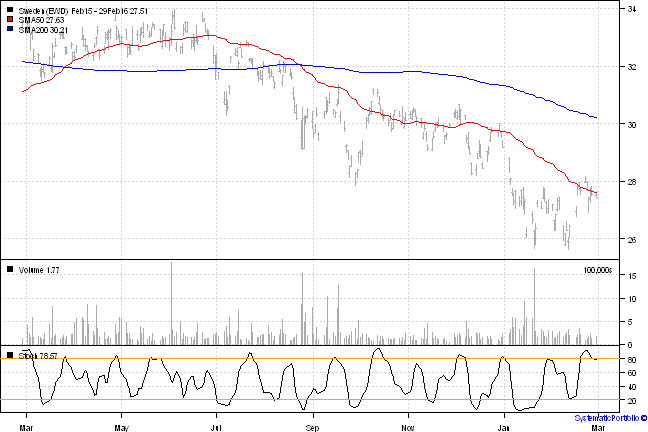 Sweden (EWD) Feb15 - 29Feb16 27.51
SMA50 27.63
SMA200 30.21
34
32
30
28
26
Volume 1.77
100,000s
15
10
5
0
Stoch 78.57
80
60
40
20
Mar May Jul Sep Nov Jan Mar
SystematicPortfolio ©